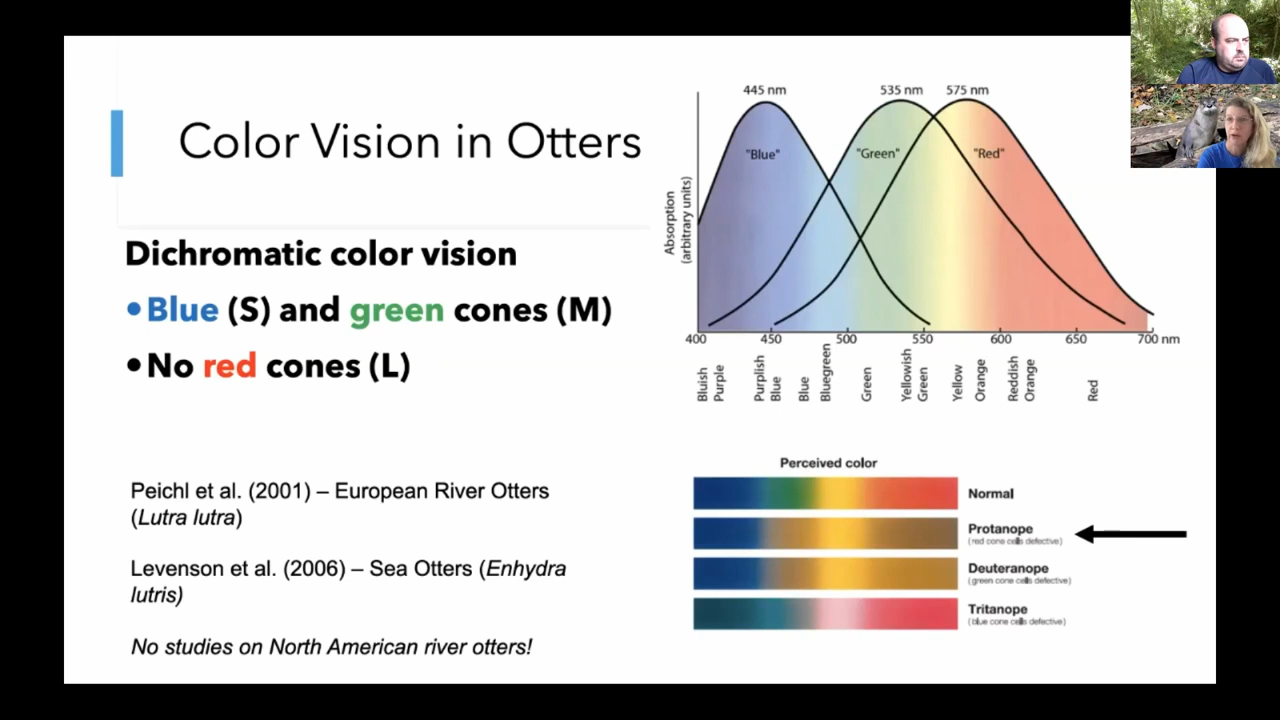 Color Vision in Otters
Dichromatic color vision
•Blue (S) and green cones (M)
•No red cones (L)
Peichl et al. (2001) – European River Otters
(Lutra lutra)
Levenson et al. (2006) – Sea Otters (Enhydra
lutris)
No studies on North American river otters!
445 nm
535 nm
575 nm
"Blue"
"Green"
"Red"
Absorption
(arbitrary units)
400
450
500
550
600
650
700 nm
Bluish
Purple
Purplish
Blue
Blue
Bluegreen
Green
Yellowish
Green
Yellow
Orange
Reddish
Orange
Red
Perceived color
Normal
Protanope
(red cone cells defective)
Deuteranope
(green cone cells defective)
Tritanope
(blue cone cells defective)